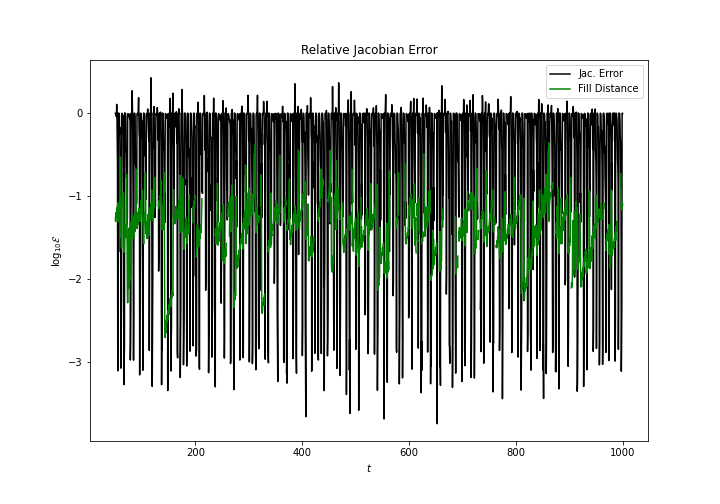 Relative Jacobian Error
Jac. Error
Fill Distance
0
−1
−2
−3
log₁₀ℰ
200
400
600
800
1000
t